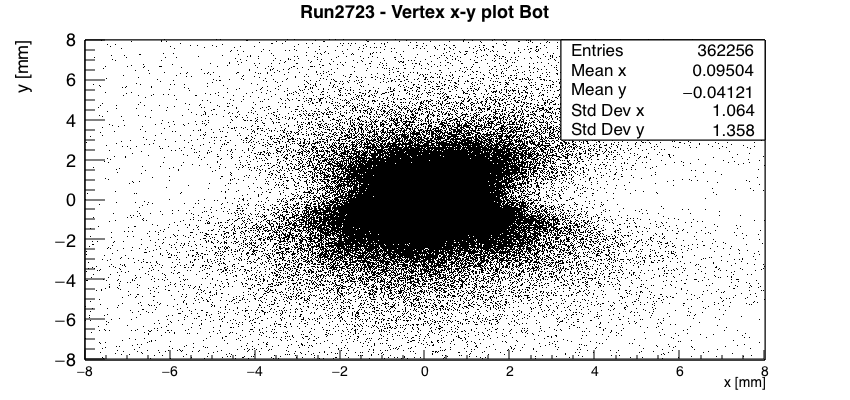 Run2723 - Vertex x-y plot Bot
y [mm]
Entries 362256
Mean x 0.09504
Mean y −0.04121
Std Dev x 1.064
Std Dev y 1.358
8
6
4
2
0
−2
−4
−6
−8
−8 −6 −4 −2 0 2 4 6 8
x [mm]